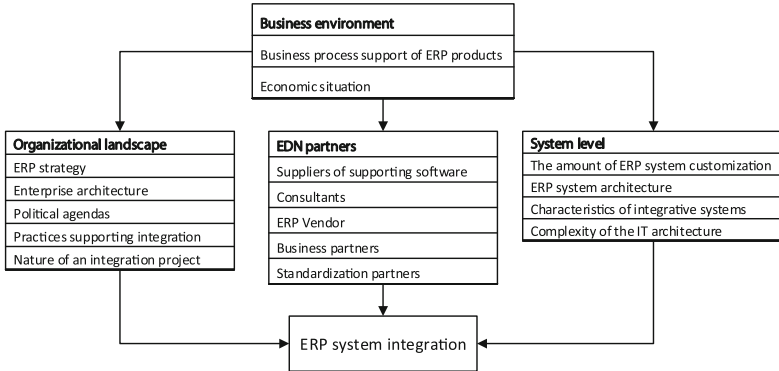 Business environment
Business process support of ERP products
Economic situation
Organizational landscape
ERP strategy
Enterprise architecture
Political agendas
Practices supporting integration
Nature of an integration project
EDN partners
Suppliers of supporting software
Consultants
ERP Vendor
Business partners
Standardization partners
System level
The amount of ERP system customization
ERP system architecture
Characteristics of integrative systems
Complexity of the IT architecture
ERP system integration